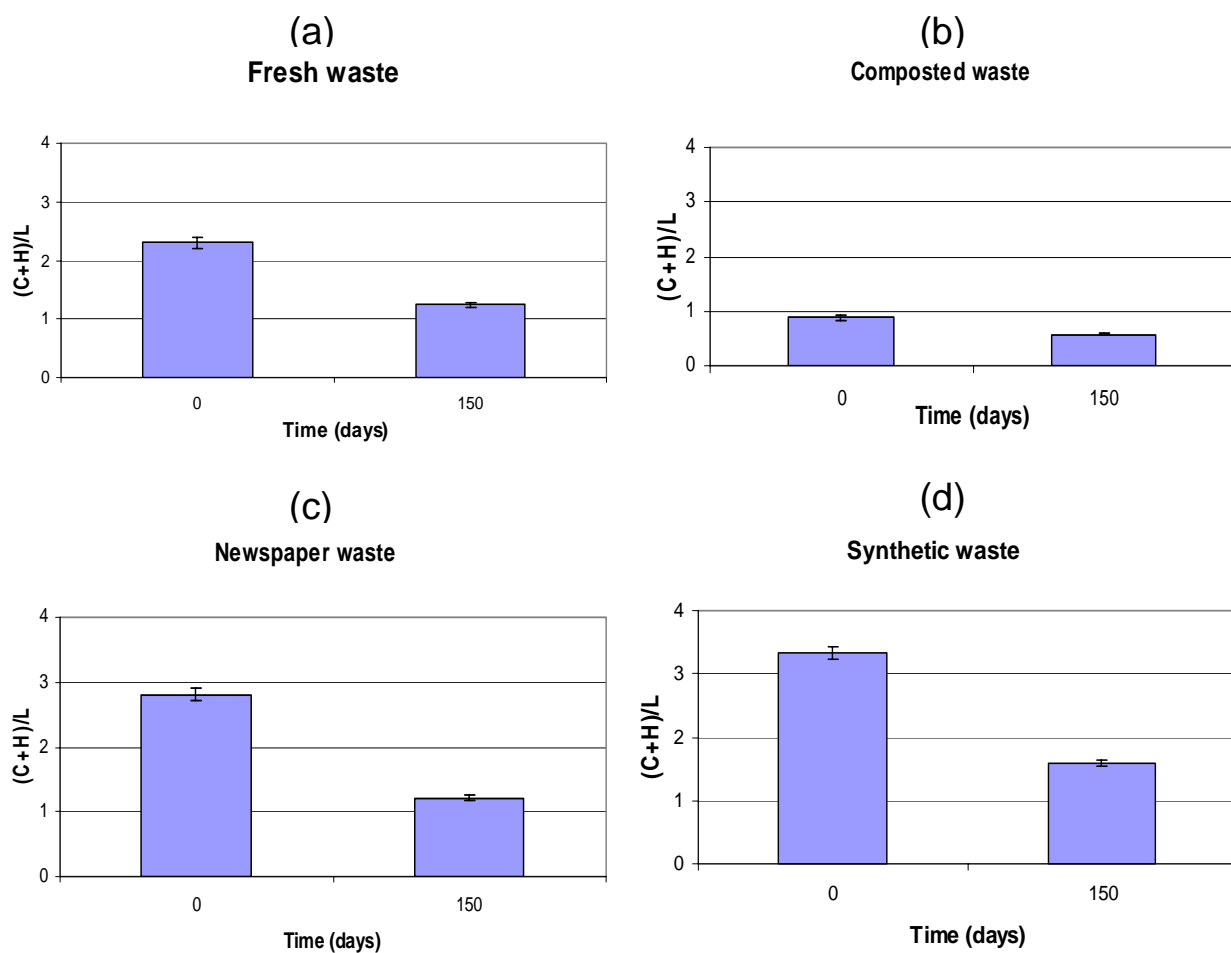 (a)
Fresh waste
4
3
2
1
0
(C+H)/L
0 150
Time (days)
(b)
Composted waste
4
3
2
1
0
(C+H)/L
0 150
Time (days)
(c)
Newspaper waste
4
3
2
1
0
(C+H)/L
0 150
Time (days)
(d)
Synthetic waste
4
3
2
1
0
(C+H)/L
0 150
Time (days)